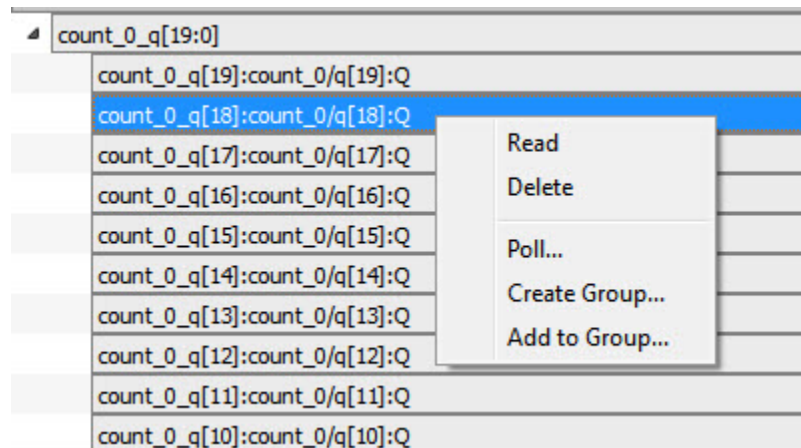 count_0_q[19:0]
count_0_q[19]:count_0/q[19]:Q
count_0_q[18]:count_0/q[18]:Q
count_0_q[17]:count_0/q[17]:Q
count_0_q[16]:count_0/q[16]:Q
count_0_q[15]:count_0/q[15]:Q
count_0_q[14]:count_0/q[14]:Q
count_0_q[13]:count_0/q[13]:Q
count_0_q[12]:count_0/q[12]:Q
count_0_q[11]:count_0/q[11]:Q
count_0_q[10]:count_0/q[10]:Q
Read
Delete
Poll...
Create Group...
Add to Group...